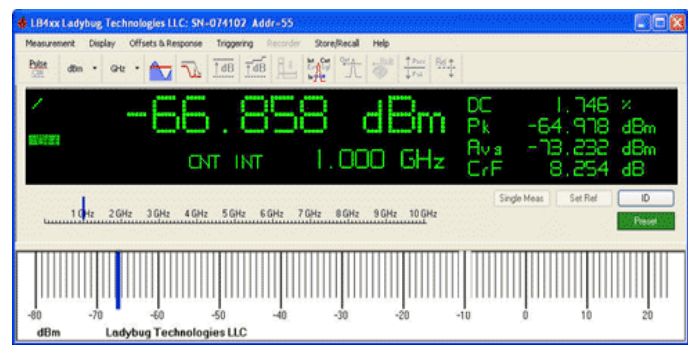 LB4xx Ladybug Technologies LLC: SN-074102 Addr-55
Measurement Display Offsets & Response Triggering Recorder Store/Recall Help
Pulse dBm GHz
-66.858 dBm
CNT INT 1.000 GHz
DC 1.746 %
Pk -64.978 dBm
Avg -73.232 dBm
CrF 8.254 dB
Single Meas Set Ref ID
1 GHz 2 GHz 3 GHz 4 GHz 5 GHz 6 GHz 7 GHz 8 GHz 9 GHz 10 GHz
Preset
-80 -70 -60 -50 -40 -30 -20 -10 0 10 20
dBm Ladybug Technologies LLC